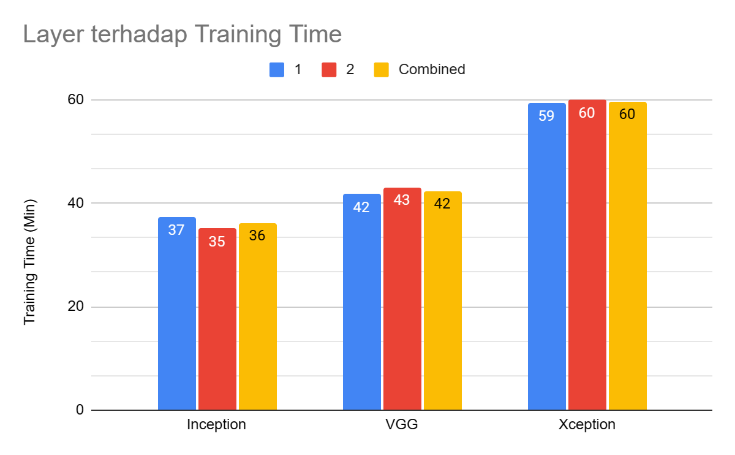 Layer terhadap Training Time
1 2 Combined
Training Time (Min)
60
40
20
0
37 35 36
42 43 42
59 60 60
Inception VGG Xception